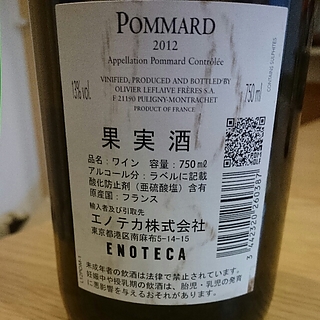 POMMARD
2012
Appellation Pommard Contrôlée
VINIFIED, PRODUCED AND BOTTLED BY
OLIVIER LEFLAIVE FRÈRES S.A.
F 21190 PULIGNY-MONTRACHET
PRODUCT OF FRANCE
13% vol.
750 ml
CONTAINS SULPHITES
果実酒
品名:ワイン 容量:750㎖
アルコール分:ラベルに記載
酸化防止剤(亜硫酸塩)含有
原産国:フランス
輸入者及び引取先
エノテカ株式会社
東京都港区南麻布5-14-15
ENOTECA
未成年者の飲酒は法律で禁止されています。
妊娠中や授乳期の飲酒は、胎児・乳児の発育
に悪影響を与えるおそれがあります。